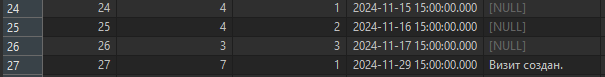 24 24 4 1 2024-11-15 15:00:00.000 [NULL]
25 25 4 2 2024-11-16 15:00:00.000 [NULL]
26 26 3 3 2024-11-17 15:00:00.000 [NULL]
27 27 7 1 2024-11-29 15:00:00.000 Визит создан.